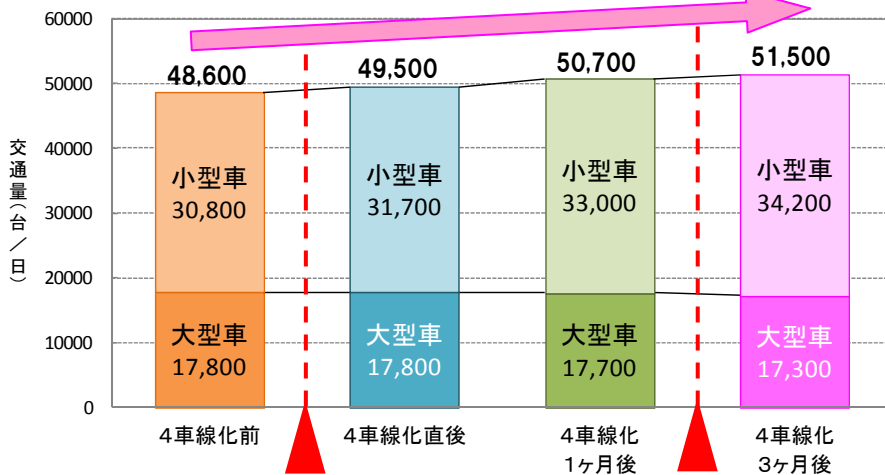 60000
50000
40000
30000
20000
10000
0
交通量(台/日)
48,600
49,500
50,700
51,500
小型車
30,800
小型車
31,700
小型車
33,000
小型車
34,200
大型車
17,800
大型車
17,800
大型車
17,700
大型車
17,300
4車線化前
4車線化直後
4車線化
1ヶ月後
4車線化
3ヶ月後